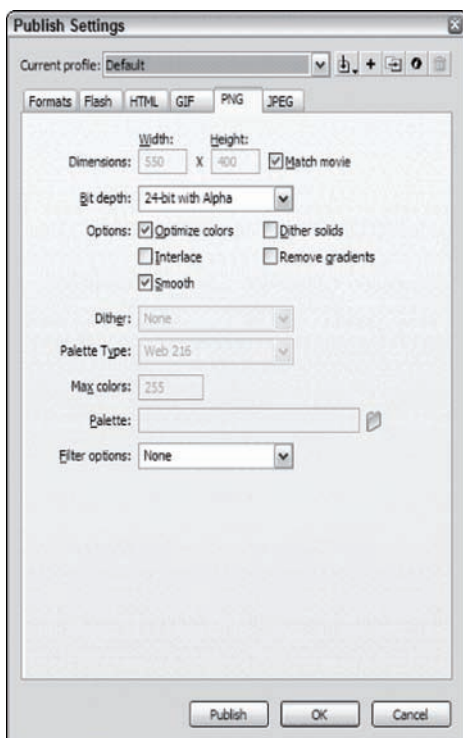 Publish Settings
Current profile: Default
Formats Flash HTML GIF PNG JPEG
Width: Height:
Dimensions: 550 X 400 Match movie
Bit depth: 24-bit with Alpha
Options: Optimize colors Dither solids
Interlace Remove gradients
Smooth
Dither: None
Palette Type: Web 216
Max colors: 255
Palette:
Filter options: None
Publish OK Cancel